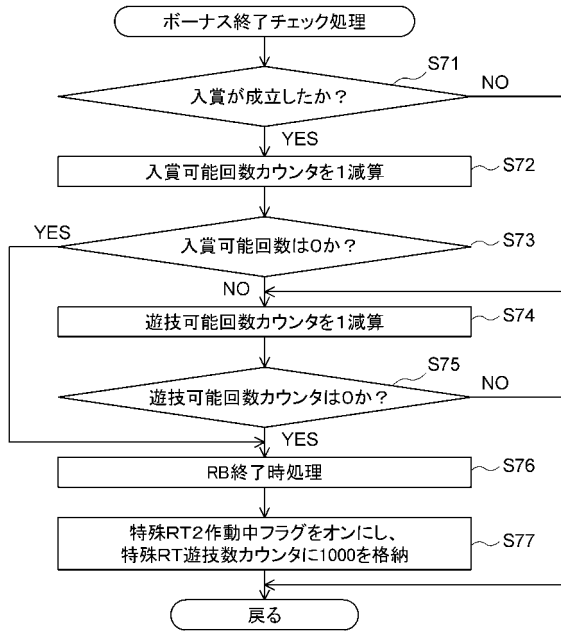 ボーナス終了チェック処理
S71
入賞が成立したか？
NO
YES
入賞可能回数カウンタを１減算
S72
YES
入賞可能回数は０か？
S73
NO
遊技可能回数カウンタを１減算
S74
S75
遊技可能回数カウンタは０か？
NO
YES
RB終了時処理
S76
特殊RT２作動中フラグをオンにし、
特殊RT遊技数カウンタに1000を格納
S77
戻る